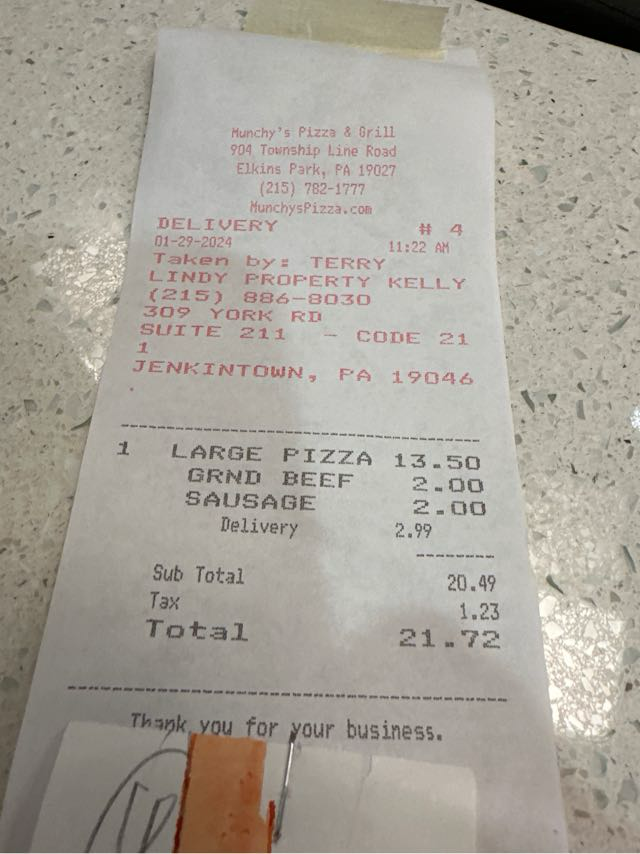 Munchy's Pizza & Grill
904 Township Line Road
Elkins Park, PA 19027
(215) 782-1777
MunchysPizza.com
DELIVERY # 4
01-29-2024 11:22 AM
Taken by: TERRY
LINDY PROPERTY KELLY
(215) 886-8030
309 YORK RD
SUITE 211 - CODE 21
1
JENKINTOWN, PA 19046
.
1 LARGE PIZZA 13.50
GRND BEEF 2.00
SAUSAGE 2.00
Delivery 2.99
Sub Total 20.49
Tax 1.23
Total 21.72
Thank you for your business.